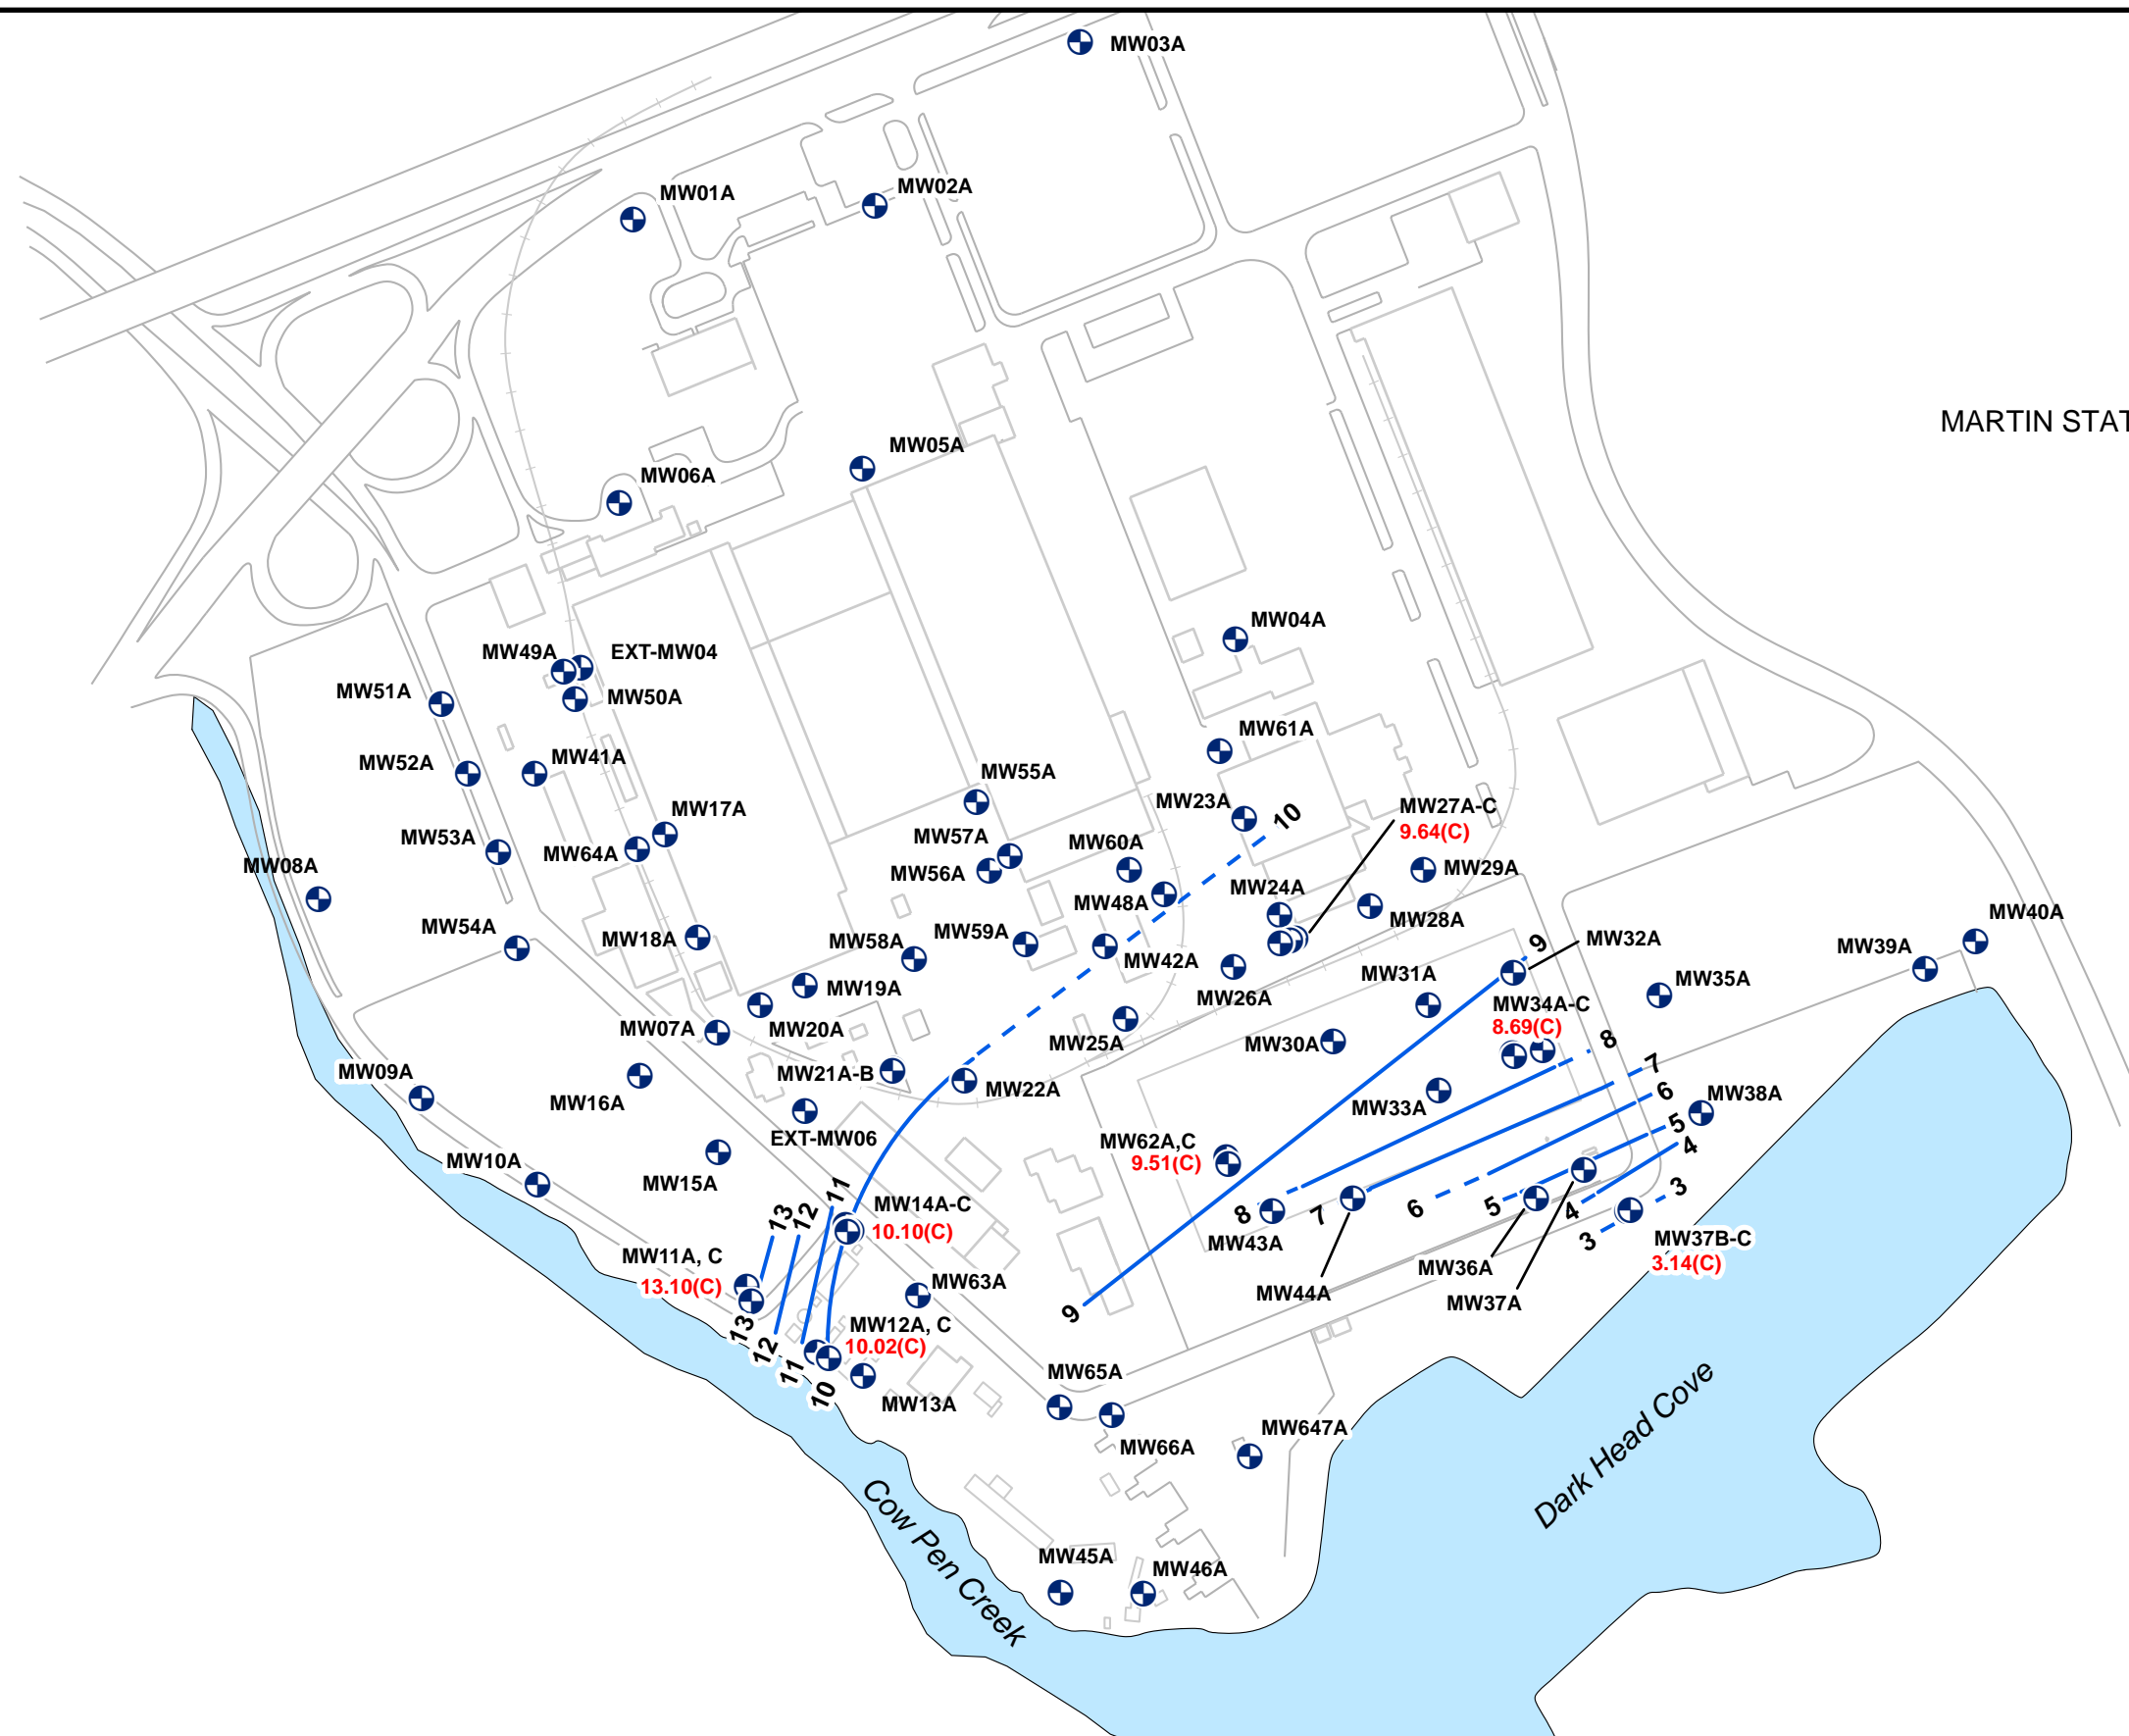 MW03A
MW01A
MW02A
MARTIN STAT
MW05A
MW06A
MW04A
MW49A
EXT-MW04
MW51A
MW50A
MW61A
MW52A
MW41A
MW55A
MW23A
10
MW27A-C
9.64(C)
MW17A
MW53A
MW64A
MW57A
MW60A
MW08A
MW56A
MW29A
MW24A
MW48A
MW28A
MW40A
MW54A
MW18A
MW58A
MW59A
MW42A
9
MW32A
MW39A
MW19A
MW26A
MW31A
MW35A
MW34A-C
8.69(C)
MW07A
MW20A
MW25A
MW30A
8
7
MW09A
MW21A-B
MW22A
6
MW38A
MW16A
MW33A
5
EXT-MW06
MW62A,C
9.51(C)
4
MW10A
MW15A
3
11
13
12
MW14A-C
10.10(C)
8
7
6
5
4
3
MW43A
MW37B-C
3.14(C)
MW11A, C
13.10(C)
MW63A
MW44A
MW36A
MW37A
9
MW12A, C
10.02(C)
13
12
11
10
MW13A
MW65A
MW66A
MW647A
Dark Head Cove
Cow Pen Creek
MW45A
MW46A